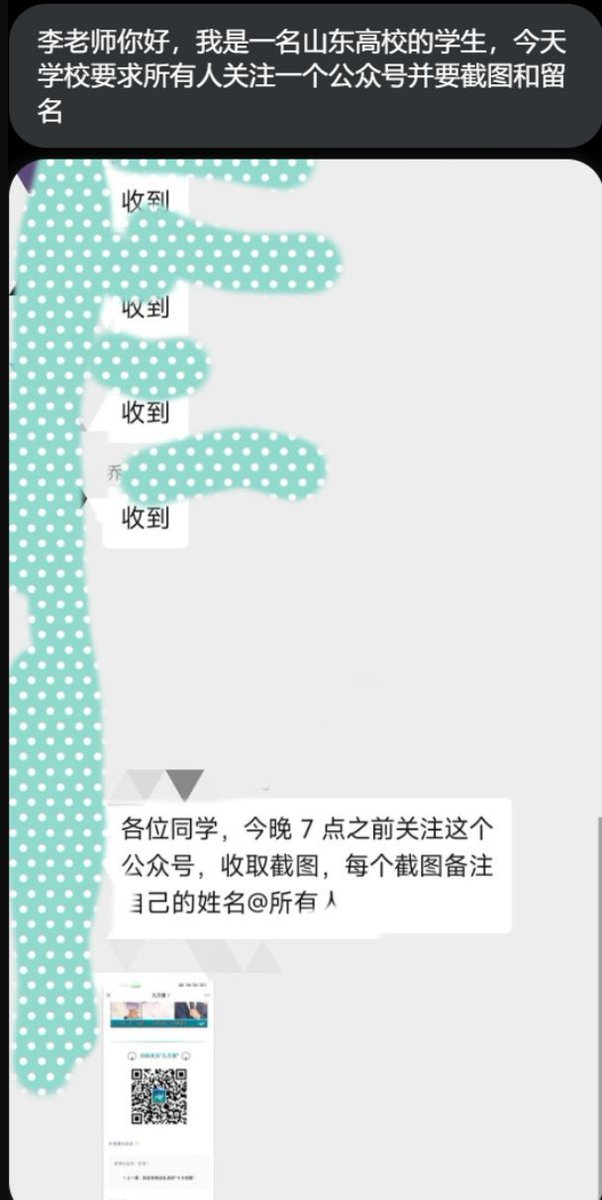 李老师你好，我是一名山东高校的学生，今天
学校要求所有人关注一个公众号并要截图和留
名
收到
收到
收到
乔
收到
各位同学，今晚 7 点之前关注这个
公众号，收取截图，每个截图备注
自己的姓名@所有人